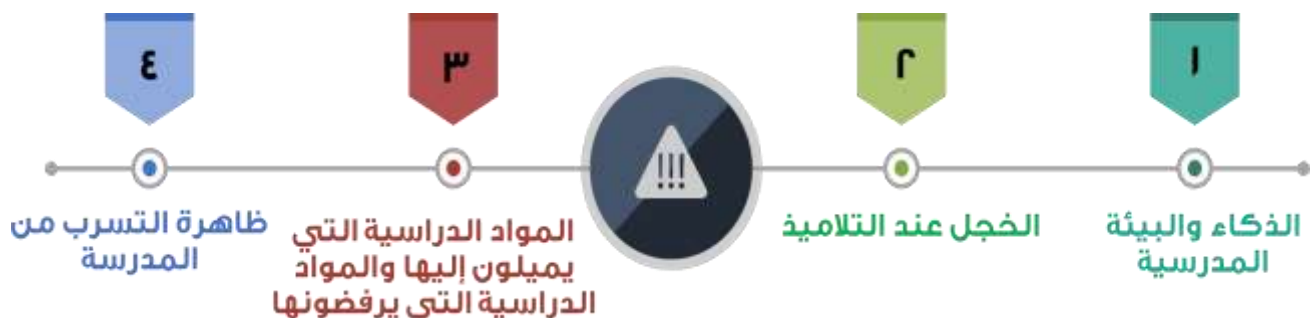 ١
الذكاء والبيئة
المدرسية
٢
الخجل عند التلاميذ
!!!
٣
المواد الدراسية التي
يميلون إليها والمواد
الدراسية التي يرفضونها
٤
ظاهرة التسرب من
المدرسة